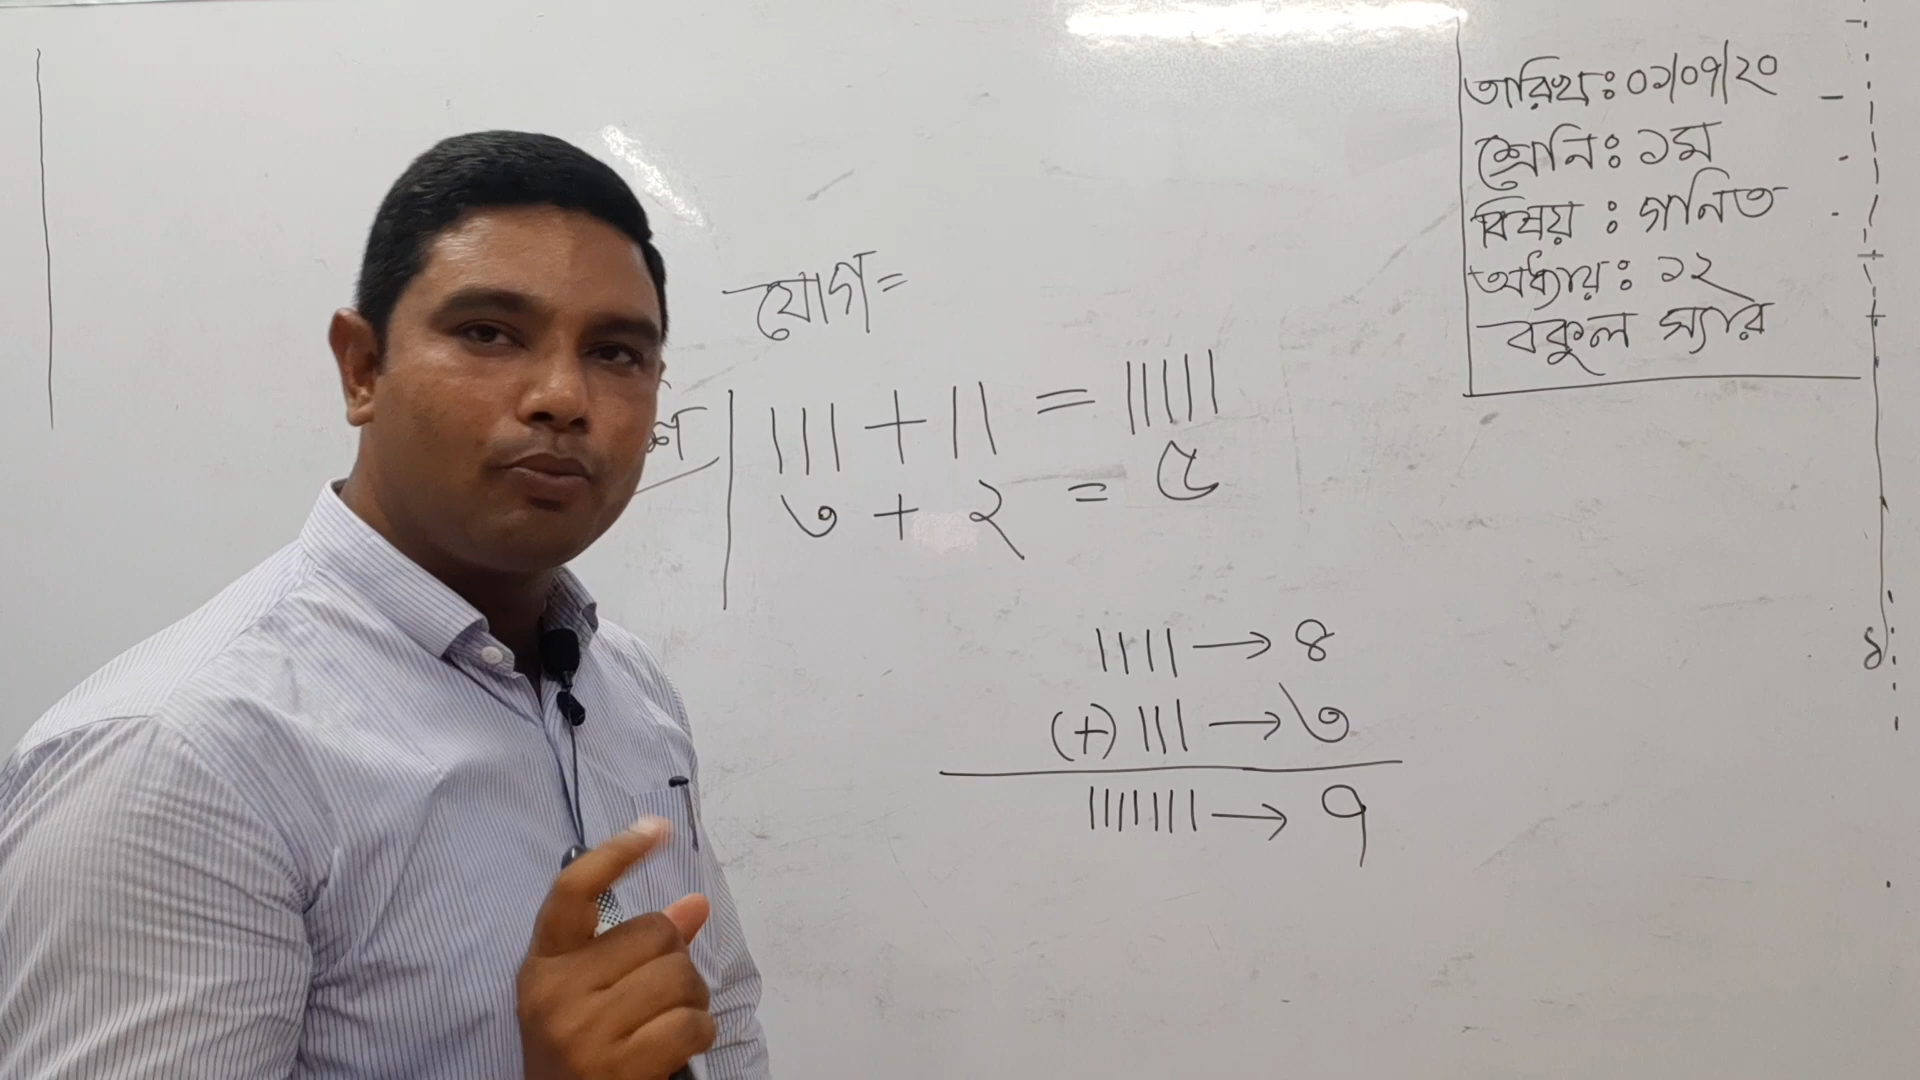 তারিখঃ ০১/০৭/২০
শ্রেনিঃ ১ম
বিষয়ঃ গনিত
অধ্যায়ঃ ১২
বকুল স্যার
যোগ=
||| + || = |||||
৩ + ২ = ৫
|||| → ৪
(+) ||| → ৩
||||||| → ৭